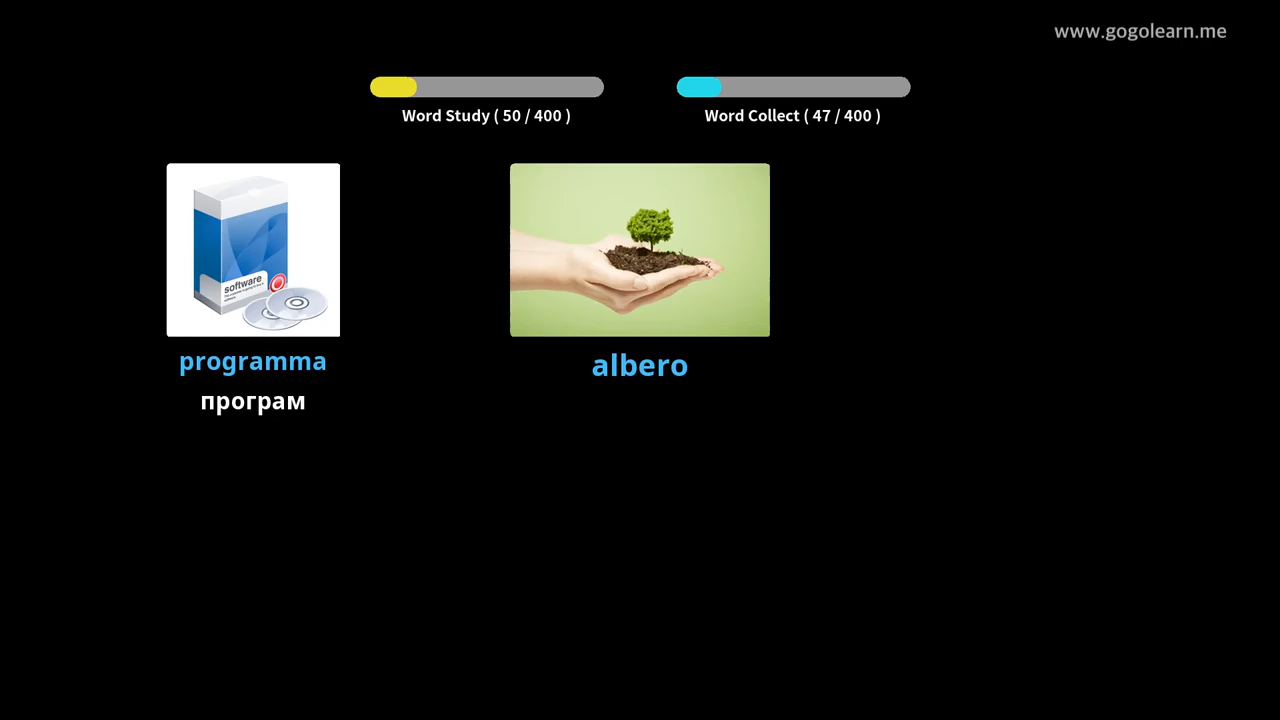 www.gogolearn.me
Word Study ( 50 / 400 )
Word Collect ( 47 / 400 )
software
programma
програм
albero